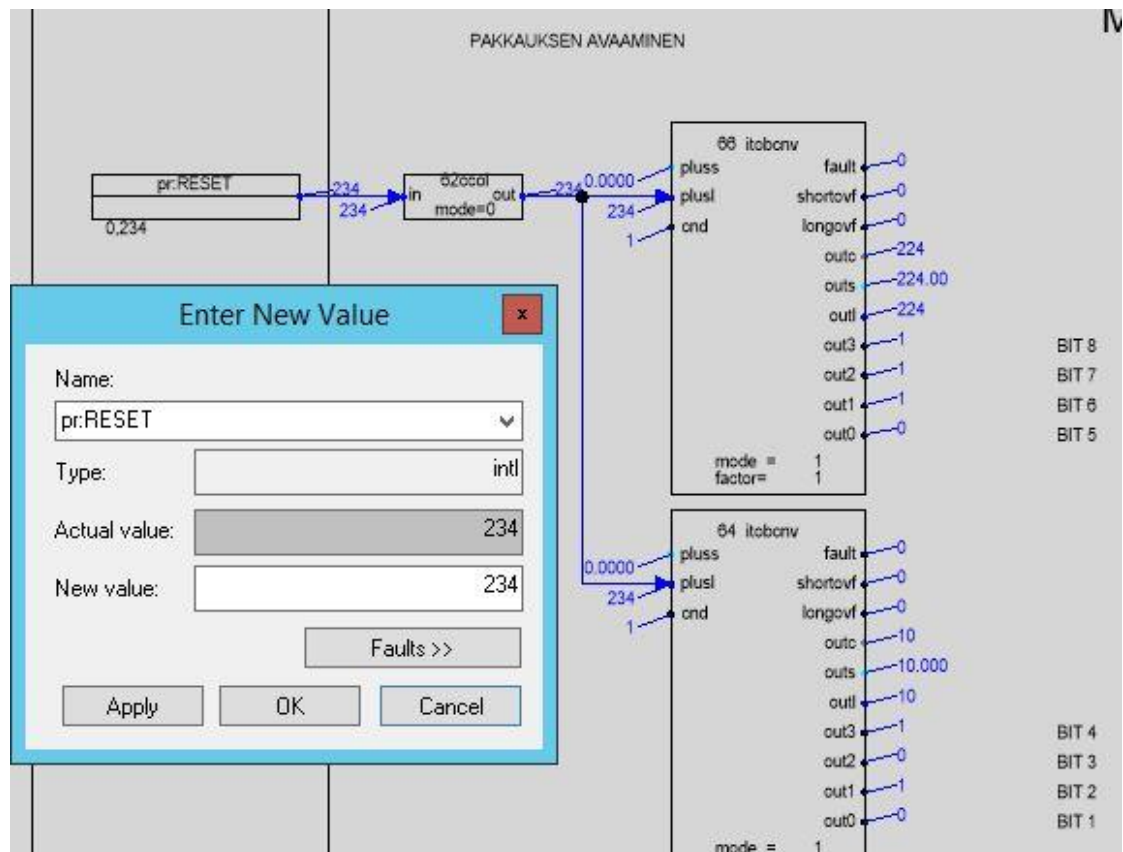 M
PAKKAUKSEN AVAAMINEN
pr:RESET
0,234
234
234
62ccol
in out
mode=0
234
0.0000
234
1
66 itobcnv
pluss fault 0
plusl shortovf 0
cnd longovf 0
outc 224
outs 224.00
outl 224
out3 1 BIT 8
out2 1 BIT 7
out1 1 BIT 6
out0 0 BIT 5
mode = 1
factor= 1
Enter New Value
x
Name:
pr:RESET
Type: intl
Actual value: 234
New value: 234
Faults >>
Apply OK Cancel
0.0000
234
1
64 itobcnv
pluss fault 0
plusl shortovf 0
cnd longovf 0
outc 10
outs 10.000
outl 10
out3 1 BIT 4
out2 0 BIT 3
out1 1 BIT 2
out0 0 BIT 1
mode = 1